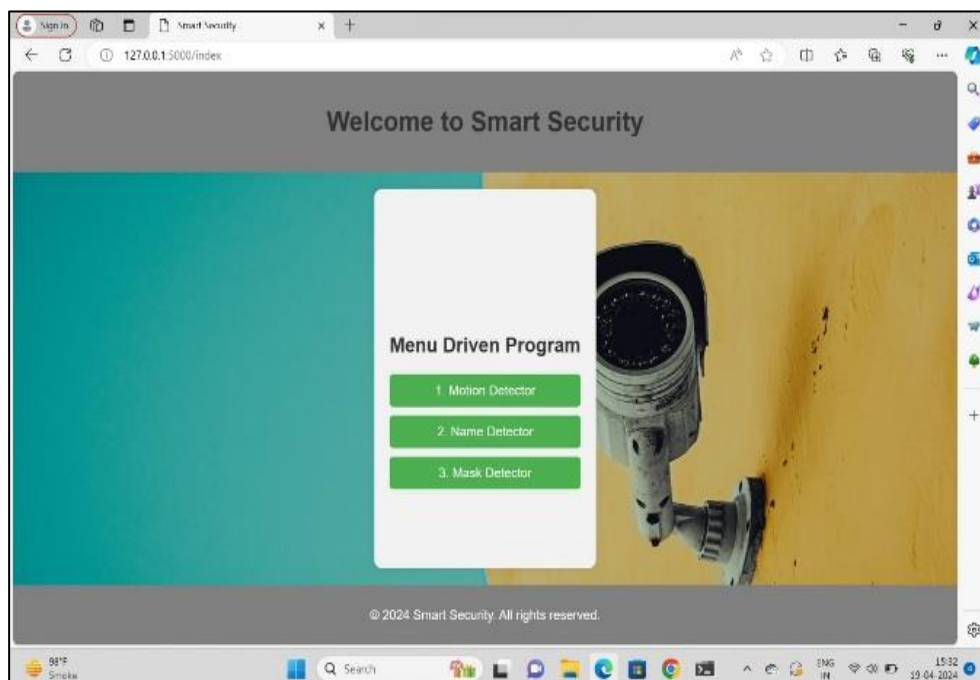 Sign in
Smart Security
127.0.0.1:5000/index
Welcome to Smart Security
Menu Driven Program
1. Motion Detector
2. Name Detector
3. Mask Detector
© 2024 Smart Security. All rights reserved.
98°F
Smoke
Search
ENG
IN
15:32
19-04-2024